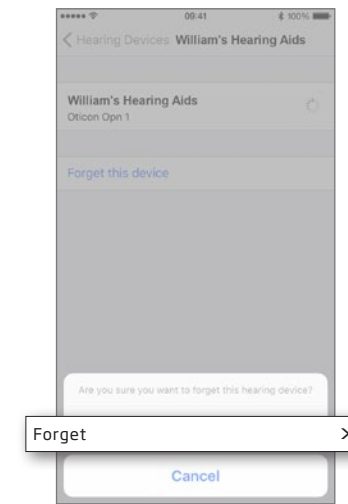 09:41 100%
Hearing Devices William's Hearing Aids
William's Hearing Aids
Oticon Opn 1
Forget this device
Are you sure you want to forget this hearing device?
Forget
Cancel